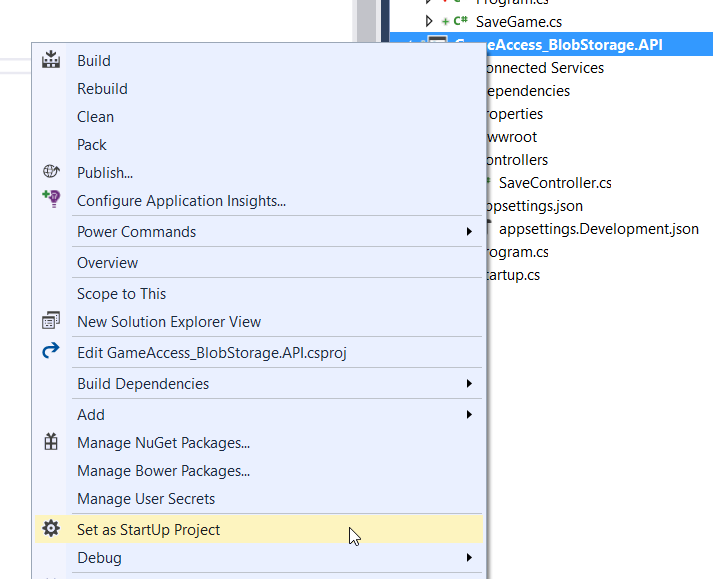 Program.cs
+ C# SaveGame.cs
GameAccess_BlobStorage.API
onnected Services
ependencies
roperties
wwroot
ontrollers
SaveController.cs
ppsettings.json
appsettings.Development.json
rogram.cs
tartup.cs
Build
Rebuild
Clean
Pack
Publish...
Configure Application Insights...
Power Commands
Overview
Scope to This
New Solution Explorer View
Edit GameAccess_BlobStorage.API.csproj
Build Dependencies
Add
Manage NuGet Packages...
Manage Bower Packages...
Manage User Secrets
Set as StartUp Project
Debug